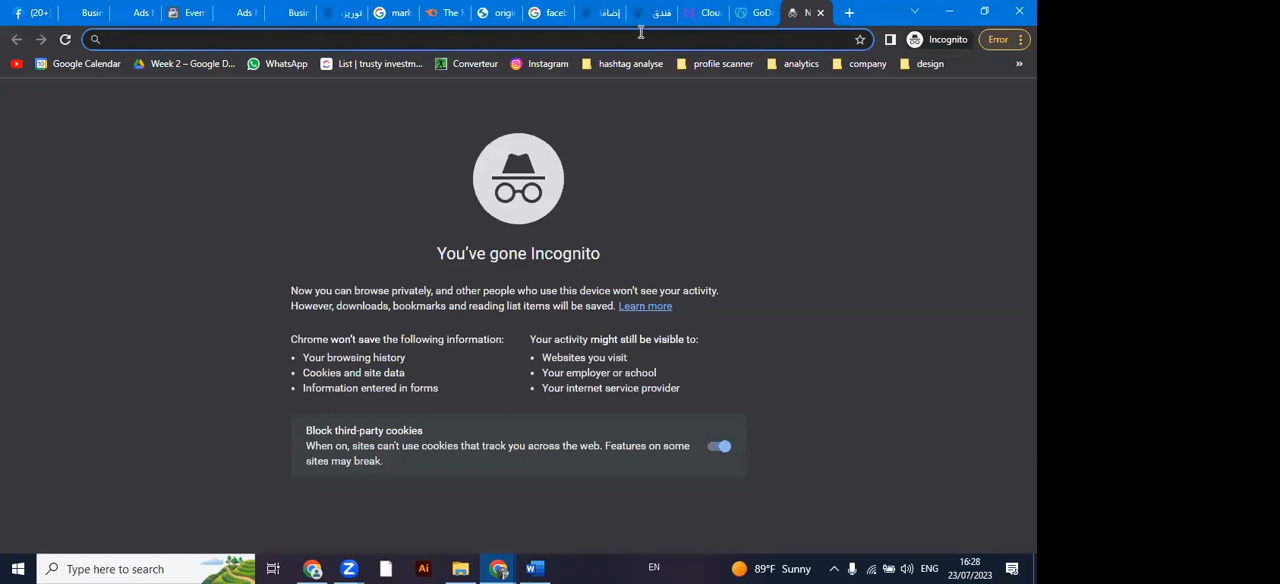 (20+ Busin Ads M Even Ads M Busin توريز mark The M origi faceb إضافة فندق Clou GoDa N
Incognito Error
Google Calendar Week 2 – Google D... WhatsApp List | trusty investm... Converteur Instagram hashtag analyse profile scanner analytics company design »
You've gone Incognito
Now you can browse privately, and other people who use this device won't see your activity.
However, downloads, bookmarks and reading list items will be saved. Learn more
Chrome won't save the following information:
• Your browsing history
• Cookies and site data
• Information entered in forms
Your activity might still be visible to:
• Websites you visit
• Your employer or school
• Your internet service provider
Block third-party cookies
When on, sites can't use cookies that track you across the web. Features on some
sites may break.
Type here to search Ai EN 89°F Sunny ENG 16:28
23/07/2023